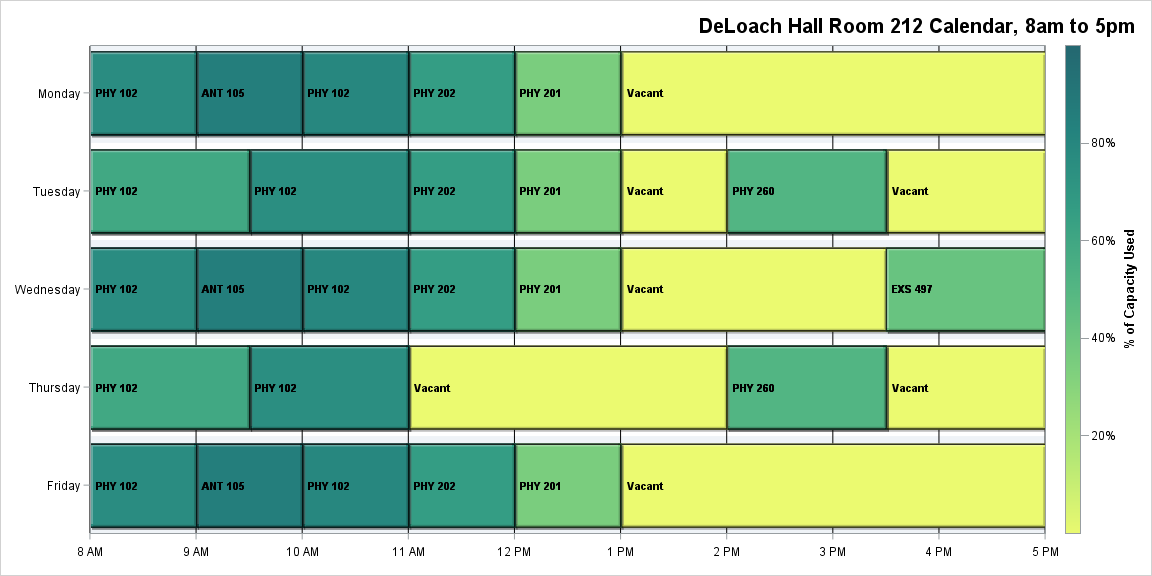 DeLoach Hall Room 212 Calendar, 8am to 5pm
Monday
PHY 102
ANT 105
PHY 102
PHY 202
PHY 201
Vacant
Tuesday
PHY 102
PHY 102
PHY 202
PHY 201
Vacant
PHY 260
Vacant
Wednesday
PHY 102
ANT 105
PHY 102
PHY 202
PHY 201
Vacant
EXS 497
Thursday
PHY 102
PHY 102
Vacant
PHY 260
Vacant
Friday
PHY 102
ANT 105
PHY 102
PHY 202
PHY 201
Vacant
8 AM
9 AM
10 AM
11 AM
12 PM
1 PM
2 PM
3 PM
4 PM
5 PM
80%
60%
40%
20%
% of Capacity Used